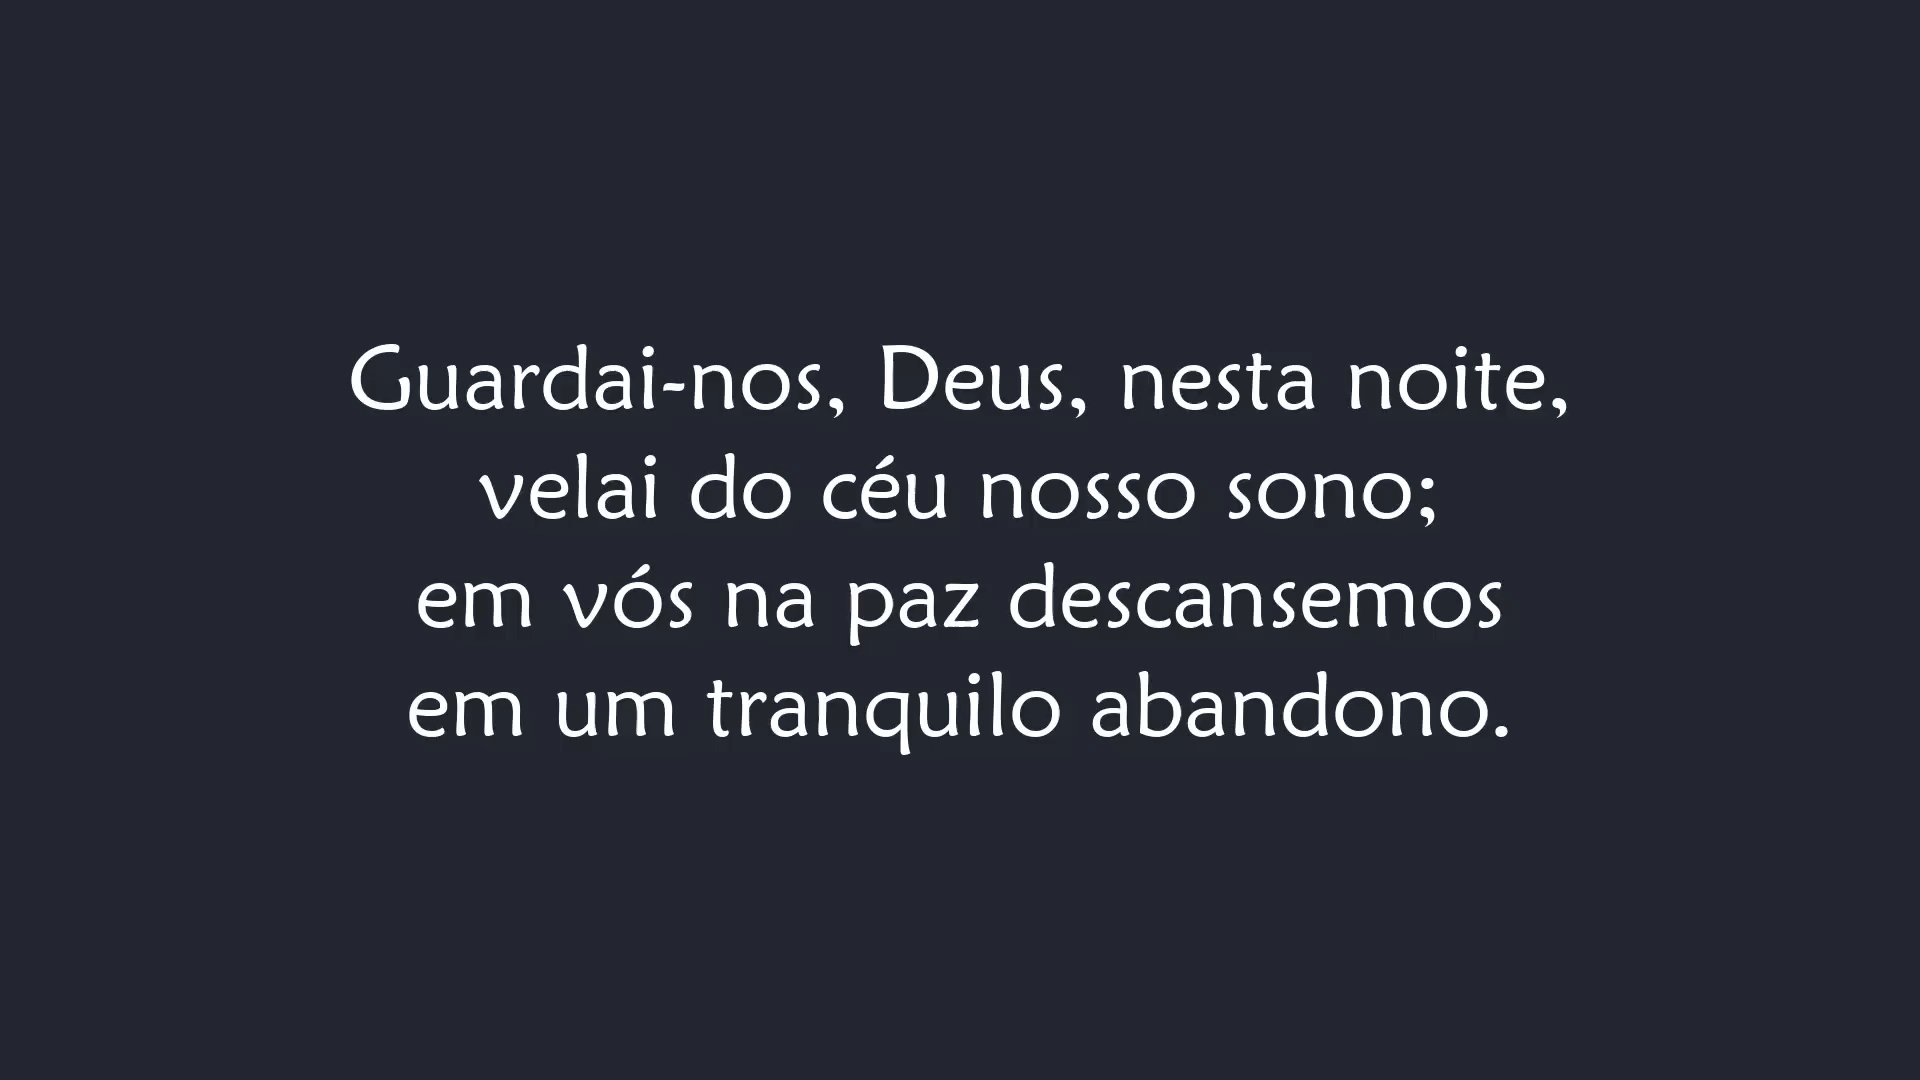 Guardai-nos, Deus, nesta noite,
velai do céu nosso sono;
em vós na paz descansemos
em um tranquilo abandono.